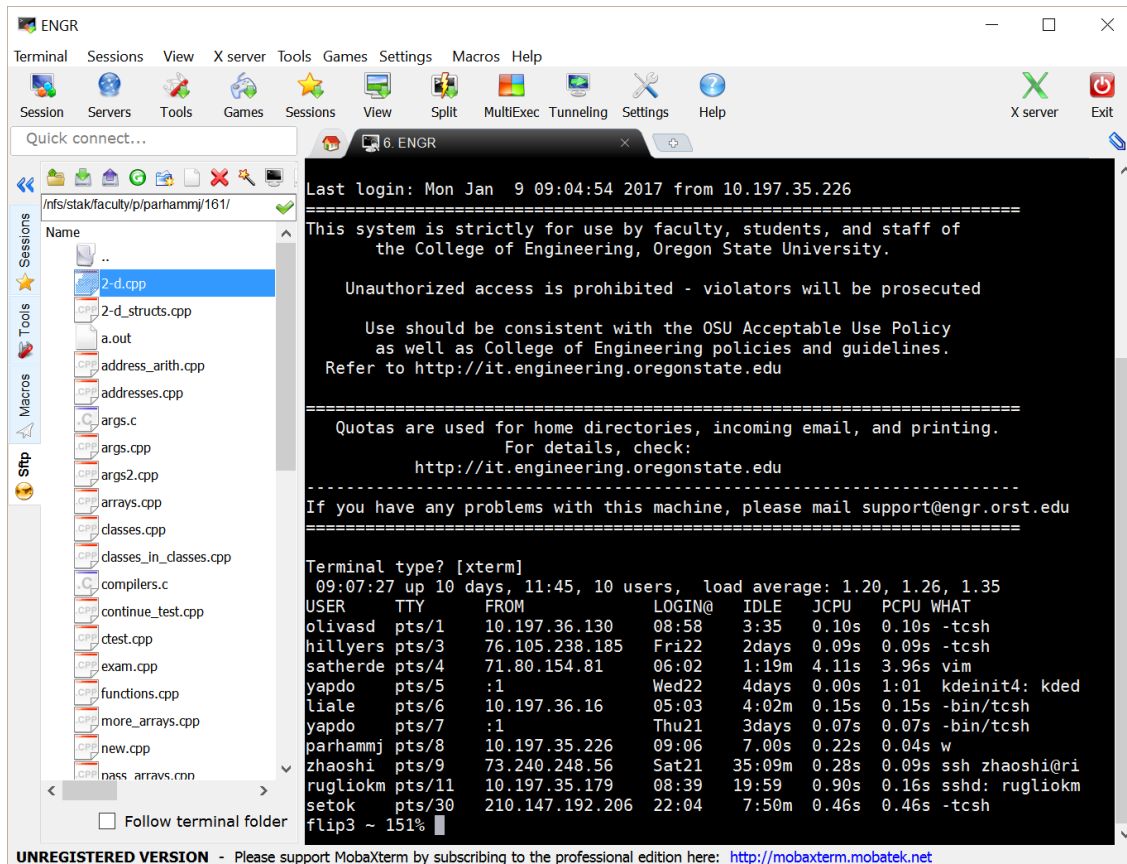 ENGR
Terminal Sessions View X server Tools Games Settings Macros Help
Session Servers Tools Games Sessions View Split MultiExec Tunneling Settings Help X server Exit
Quick connect...
6. ENGR
/nfs/stak/faculty/p/parhammj/161/
Sessions
Tools
Macros
Sftp
Name
..
2-d.cpp
2-d_structs.cpp
a.out
address_arith.cpp
addresses.cpp
args.c
args.cpp
args2.cpp
arrays.cpp
classes.cpp
classes_in_classes.cpp
compilers.c
continue_test.cpp
ctest.cpp
exam.cpp
functions.cpp
more_arrays.cpp
new.cpp
pass_arrays.cpp
Follow terminal folder
Last login: Mon Jan  9 09:04:54 2017 from 10.197.35.226
========================================================================
This system is strictly for use by faculty, students, and staff of
the College of Engineering, Oregon State University.
Unauthorized access is prohibited - violators will be prosecuted
Use should be consistent with the OSU Acceptable Use Policy
as well as College of Engineering policies and guidelines.
Refer to http://it.engineering.oregonstate.edu
========================================================================
Quotas are used for home directories, incoming email, and printing.
For details, check:
http://it.engineering.oregonstate.edu
------------------------------------------------------------------------
If you have any problems with this machine, please mail support@engr.orst.edu
========================================================================
Terminal type? [xterm]
09:07:27 up 10 days, 11:45, 10 users,  load average: 1.20, 1.26, 1.35
USER     TTY      FROM             LOGIN@   IDLE   JCPU   PCPU WHAT
olivasd  pts/1    10.197.36.130    08:58    3:35   0.10s  0.10s -tcsh
hillyers pts/3    76.105.238.185   Fri22    2days  0.09s  0.09s -tcsh
satherde pts/4    71.80.154.81     06:02    1:19m  4.11s  3.96s vim
yapdo    pts/5    :1               Wed22    4days  0.00s  1:01  kdeinit4: kded
liale    pts/6    10.197.36.16     05:03    4:02m  0.15s  0.15s -bin/tcsh
yapdo    pts/7    :1               Thu21    3days  0.07s  0.07s -bin/tcsh
parhammj pts/8    10.197.35.226    09:06    7.00s  0.22s  0.04s w
zhaoshi  pts/9    73.240.248.56    Sat21   35:09m  0.28s  0.09s ssh zhaoshi@ri
rugliokm pts/11   10.197.35.179    08:39   19:59   0.90s  0.16s sshd: rugliokm
setok    pts/30   210.147.192.206  22:04    7:50m  0.46s  0.46s -tcsh
flip3 ~ 151%
UNREGISTERED VERSION - Please support MobaXterm by subscribing to the professional edition here: http://mobaxterm.mobatek.net